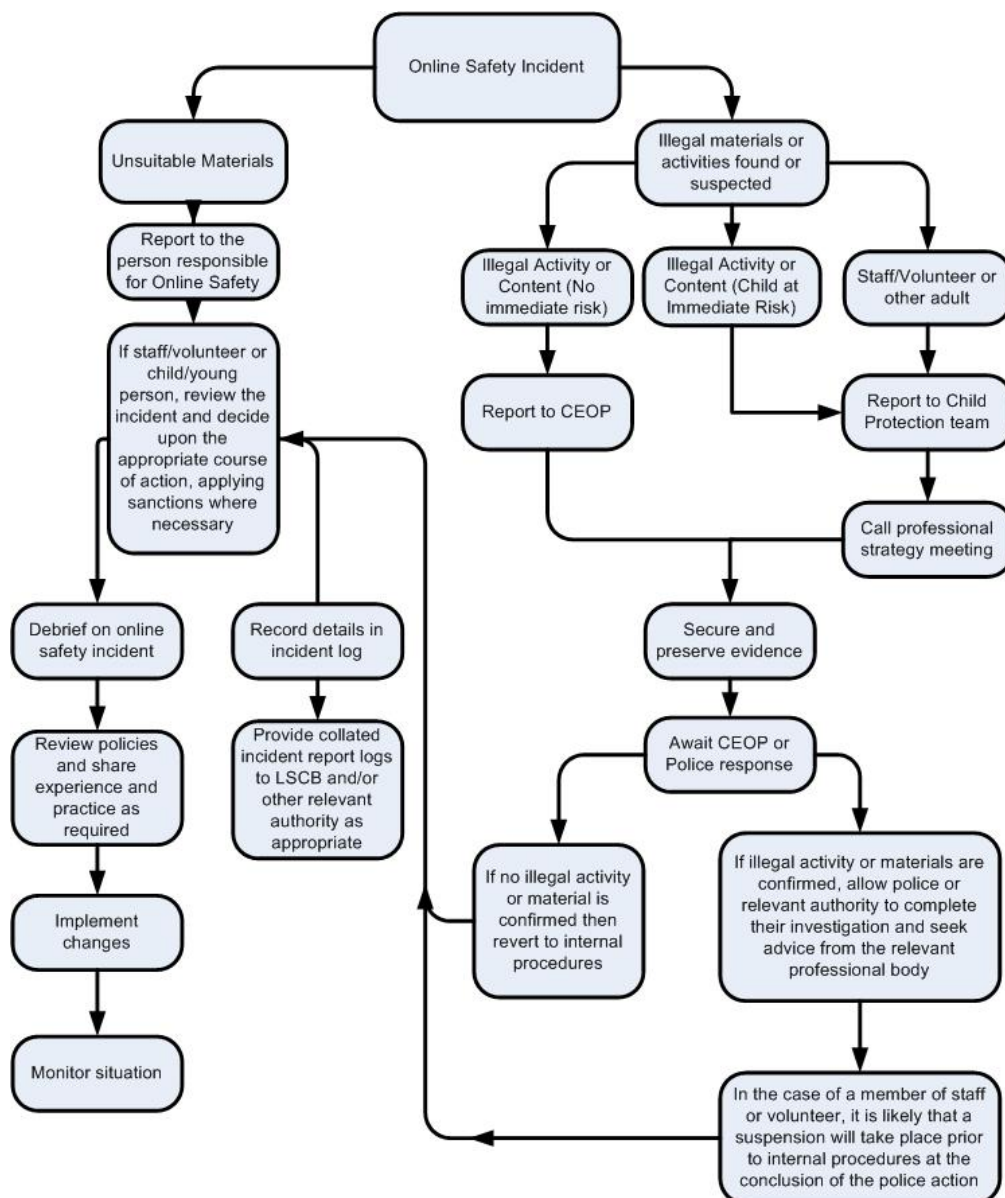 Online Safety Incident
Unsuitable Materials
Report to the
person responsible
for Online Safety
If staff/volunteer or
child/young
person, review the
incident and decide
upon the
appropriate course
of action, applying
sanctions where
necessary
Debrief on online
safety incident
Review policies
and share
experience and
practice as
required
Implement
changes
Monitor situation
Record details in
incident log
Provide collated
incident report logs
to LSCB and/or
other relevant
authority as
appropriate
Illegal materials or
activities found or
suspected
Illegal Activity or
Content (No
immediate risk)
Illegal Activity or
Content (Child at
Immediate Risk)
Staff/Volunteer or
other adult
Report to CEOP
Report to Child
Protection team
Call professional
strategy meeting
Secure and
preserve evidence
Await CEOP or
Police response
If no illegal activity
or material is
confirmed then
revert to internal
procedures
If illegal activity or materials are
confirmed, allow police or
relevant authority to complete
their investigation and seek
advice from the relevant
professional body
In the case of a member of staff
or volunteer, it is likely that a
suspension will take place prior
to internal procedures at the
conclusion of the police action